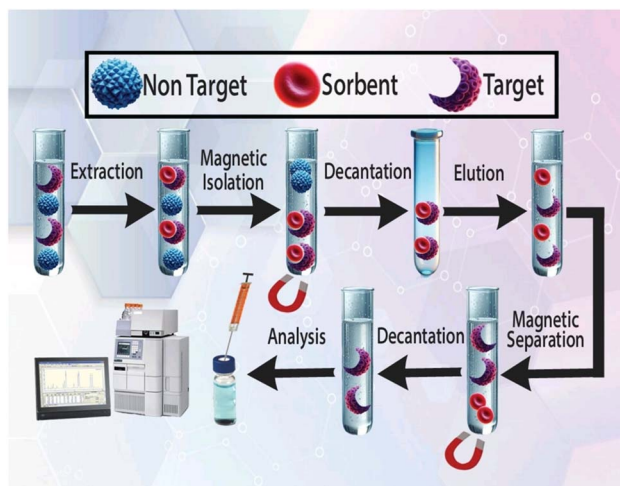 Non Target
Sorbent
Target
Extraction
Magnetic
Isolation
Decantation
Elution
Magnetic
Separation
Decantation
Analysis